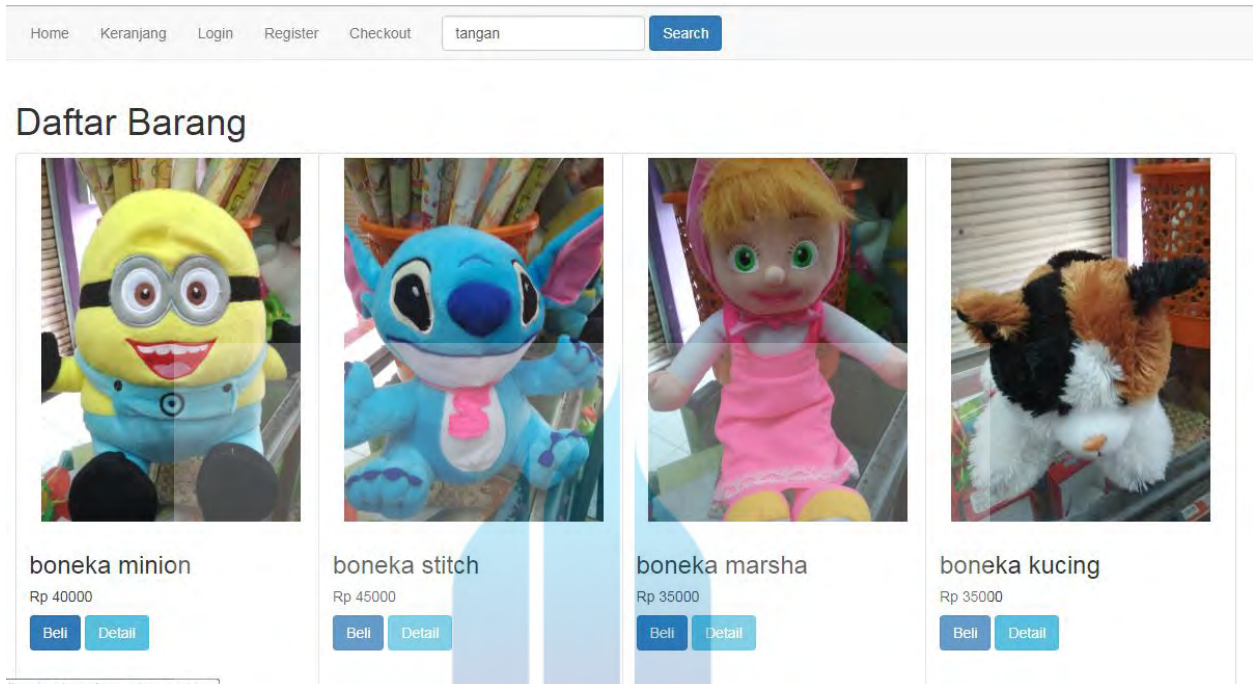 Home Keranjang Login Register Checkout tangan Search
Daftar Barang
boneka minion boneka stitch boneka marsha boneka kucing
Rp 40000 Rp 45000 Rp 35000 Rp 35000
Beli Detail Beli Detail Beli Detail Beli Detail